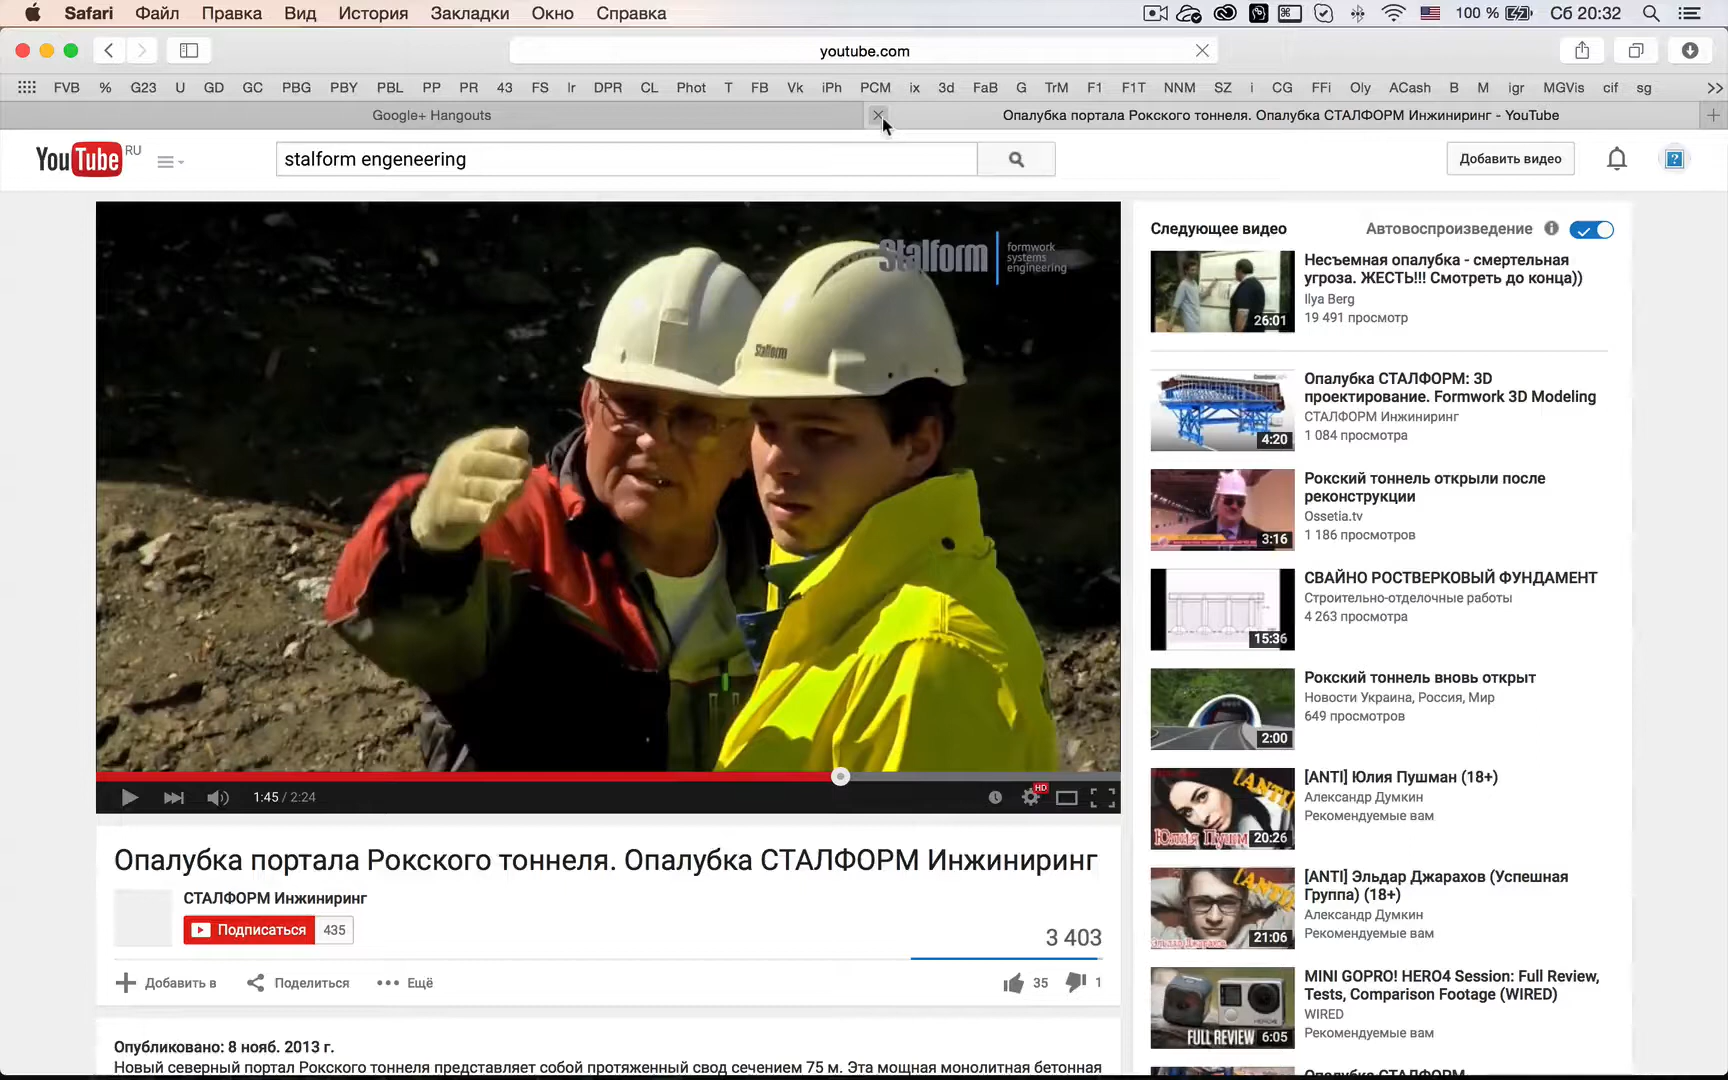 Safari Файл Правка Вид История Закладки Окно Справка 100 % Сб 20:32
youtube.com
FVB % G23 U GD GC PBG PBY PBL PP PR 43 FS Ir DPR CL Phot T FB Vk iPh PCM ix 3d FaB G TrM F1 F1T NNM SZ i CG FFi Oly ACash B M igr MGVis cif sg
Google+ Hangouts
Опалубка портала Рокского тоннеля. Опалубка СТАЛФОРМ Инжиниринг - YouTube
YouTube RU
stalform engeneering
Добавить видео
Stalform
formwork
systems
engineering
Stalform
1:45 / 2:24
HD
Опалубка портала Рокского тоннеля. Опалубка СТАЛФОРМ Инжиниринг
СТАЛФОРМ Инжиниринг
Подписаться 435
3 403
Добавить в Поделиться Ещё 35 1
Опубликовано: 8 нояб. 2013 г.
Новый северный портал Рокского тоннеля представляет собой протяженный свод сечением 75 м. Эта мощная монолитная бетонная
Следующее видео Автовоспроизведение
Несъемная опалубка - смертельная
угроза. ЖЕСТЬ!!! Смотреть до конца))
Ilya Berg
19 491 просмотр
26:01
Опалубка СТАЛФОРМ: 3D
проектирование. Formwork 3D Modeling
СТАЛФОРМ Инжиниринг
1 084 просмотра
4:20
Рокский тоннель открыли после
реконструкции
Ossetia.tv
1 186 просмотров
3:16
СВАЙНО РОСТВЕРКОВЫЙ ФУНДАМЕНТ
Строительно-отделочные работы
4 263 просмотра
15:36
Рокский тоннель вновь открыт
Новости Украина, Россия, Мир
649 просмотров
2:00
[ANTI] Юлия Пушман (18+)
Александр Думкин
Рекомендуемые вам
20:26
[ANTI] Эльдар Джарахов (Успешная
Группа) (18+)
Александр Думкин
Рекомендуемые вам
21:06
MINI GOPRO! HERO4 Session: Full Review,
Tests, Comparison Footage (WIRED)
WIRED
Рекомендуемые вам
FULL REVIEW
6:05
Опалубка СТАЛФОРМ